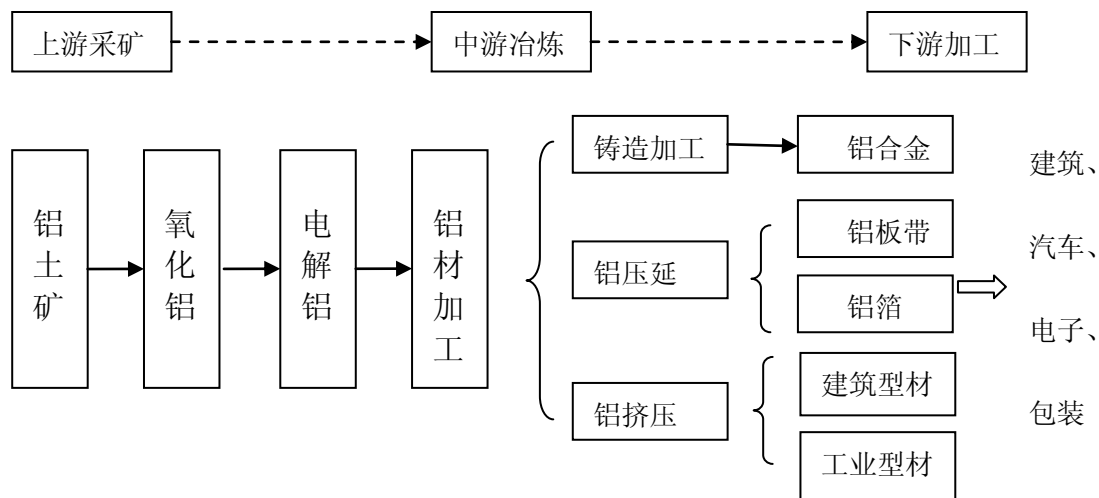 上游采矿
中游冶炼
下游加工
铝土矿
氧化铝
电解铝
铝材加工
铸造加工
铝合金
铝压延
铝板带
铝箔
铝挤压
建筑型材
工业型材
建筑、
汽车、
电子、
包装